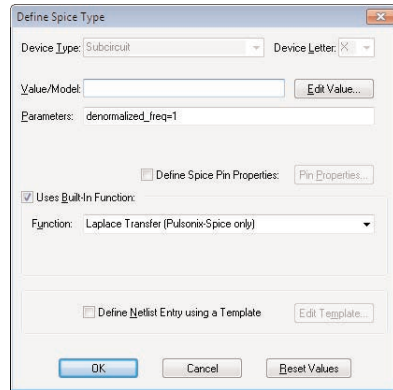 Define Spice Type
Device Type: Subcircuit Device Letter: X
Value/Model: Edit Value...
Parameters: denormalized_freq=1
Define Spice Pin Properties: Pin Properties...
Uses Built-In Function:
Function: Laplace Transfer (Pulsonix-Spice only)
Define Netlist Entry using a Template Edit Template...
OK Cancel Reset Values